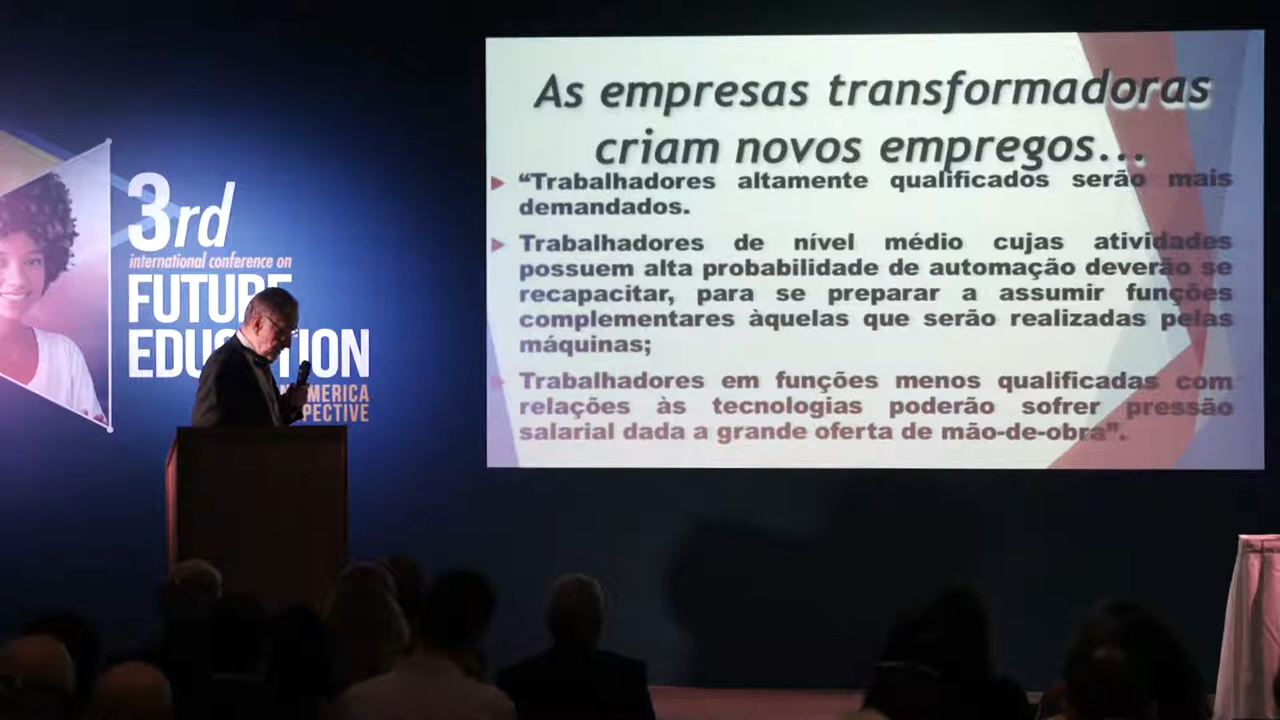 3rd
international conference on
FUTURE
EDUCATION
MERICA
PECTIVE
As empresas transformadoras
criam novos empregos...
“Trabalhadores altamente qualificados serão mais
demandados.
Trabalhadores de nível médio cujas atividades
possuem alta probabilidade de automação deverão se
recapacitar, para se preparar a assumir funções
complementares àquelas que serão realizadas pelas
máquinas;
Trabalhadores em funções menos qualificadas com
relações às tecnologias poderão sofrer pressão
salarial dada a grande oferta de mão-de-obra”.